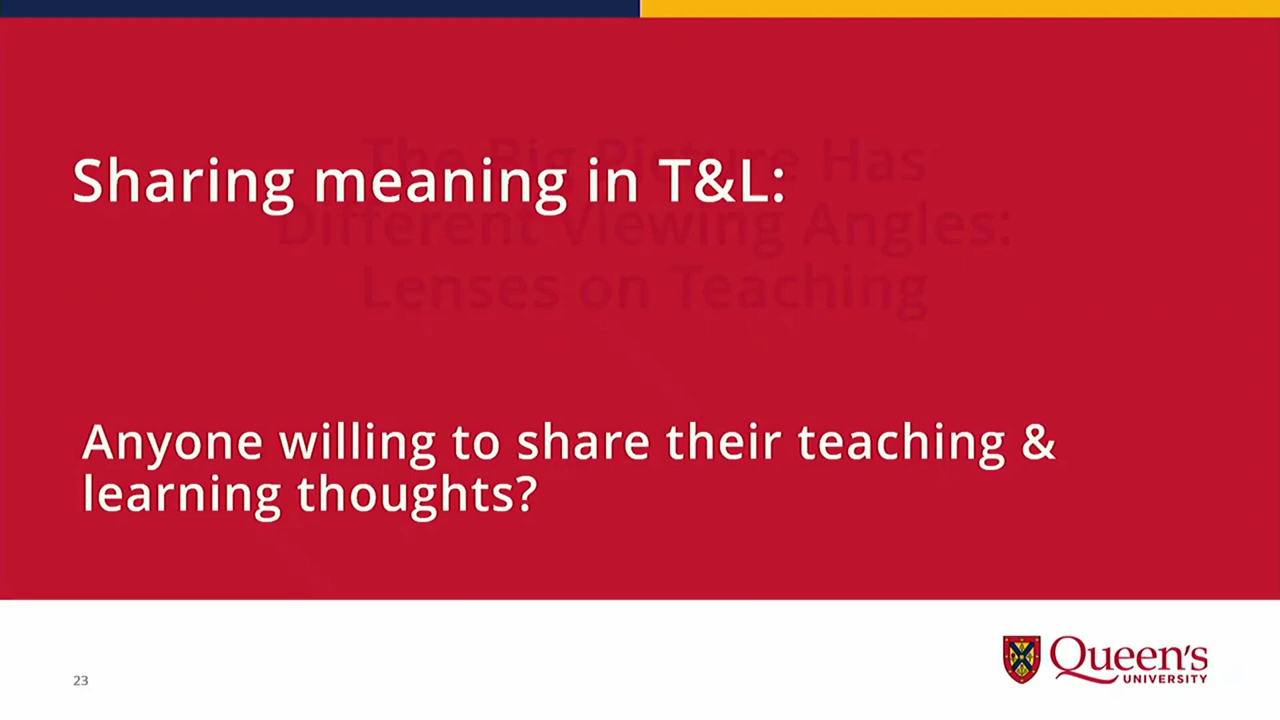 Sharing meaning in T&L:
The Big Picture Has
Different Viewing Angles:
Lenses on Teaching
Anyone willing to share their teaching &
learning thoughts?
23
Queen's
UNIVERSITY